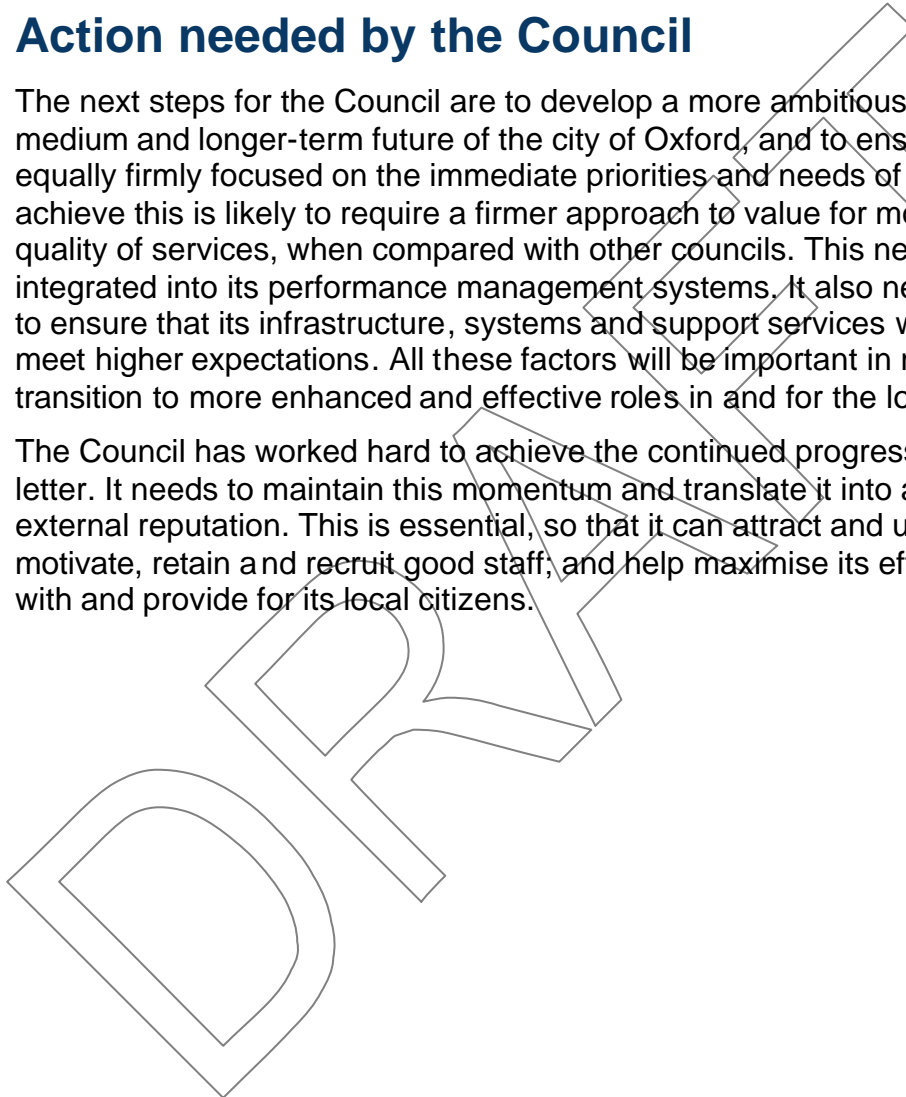 Action needed by the Council
The next steps for the Council are to develop a more ambitious
medium and longer-term future of the city of Oxford, and to ens
equally firmly focused on the immediate priorities and needs of
achieve this is likely to require a firmer approach to value for m
quality of services, when compared with other councils. This ne
integrated into its performance management systems. It also ne
to ensure that its infrastructure, systems and support services w
meet higher expectations. All these factors will be important in
transition to more enhanced and effective roles in and for the lo
The Council has worked hard to achieve the continued progress
letter. It needs to maintain this momentum and translate it into a
external reputation. This is essential, so that it can attract and u
motivate, retain and recruit good staff; and help maximise its ef
with and provide for its local citizens.
DRAFT